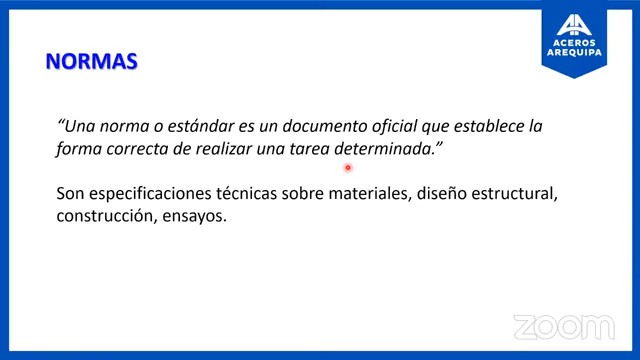 ACEROS
AREQUIPA
NORMAS
“Una norma o estándar es un documento oficial que establece la
forma correcta de realizar una tarea determinada.”
Son especificaciones técnicas sobre materiales, diseño estructural,
construcción, ensayos.
zoom